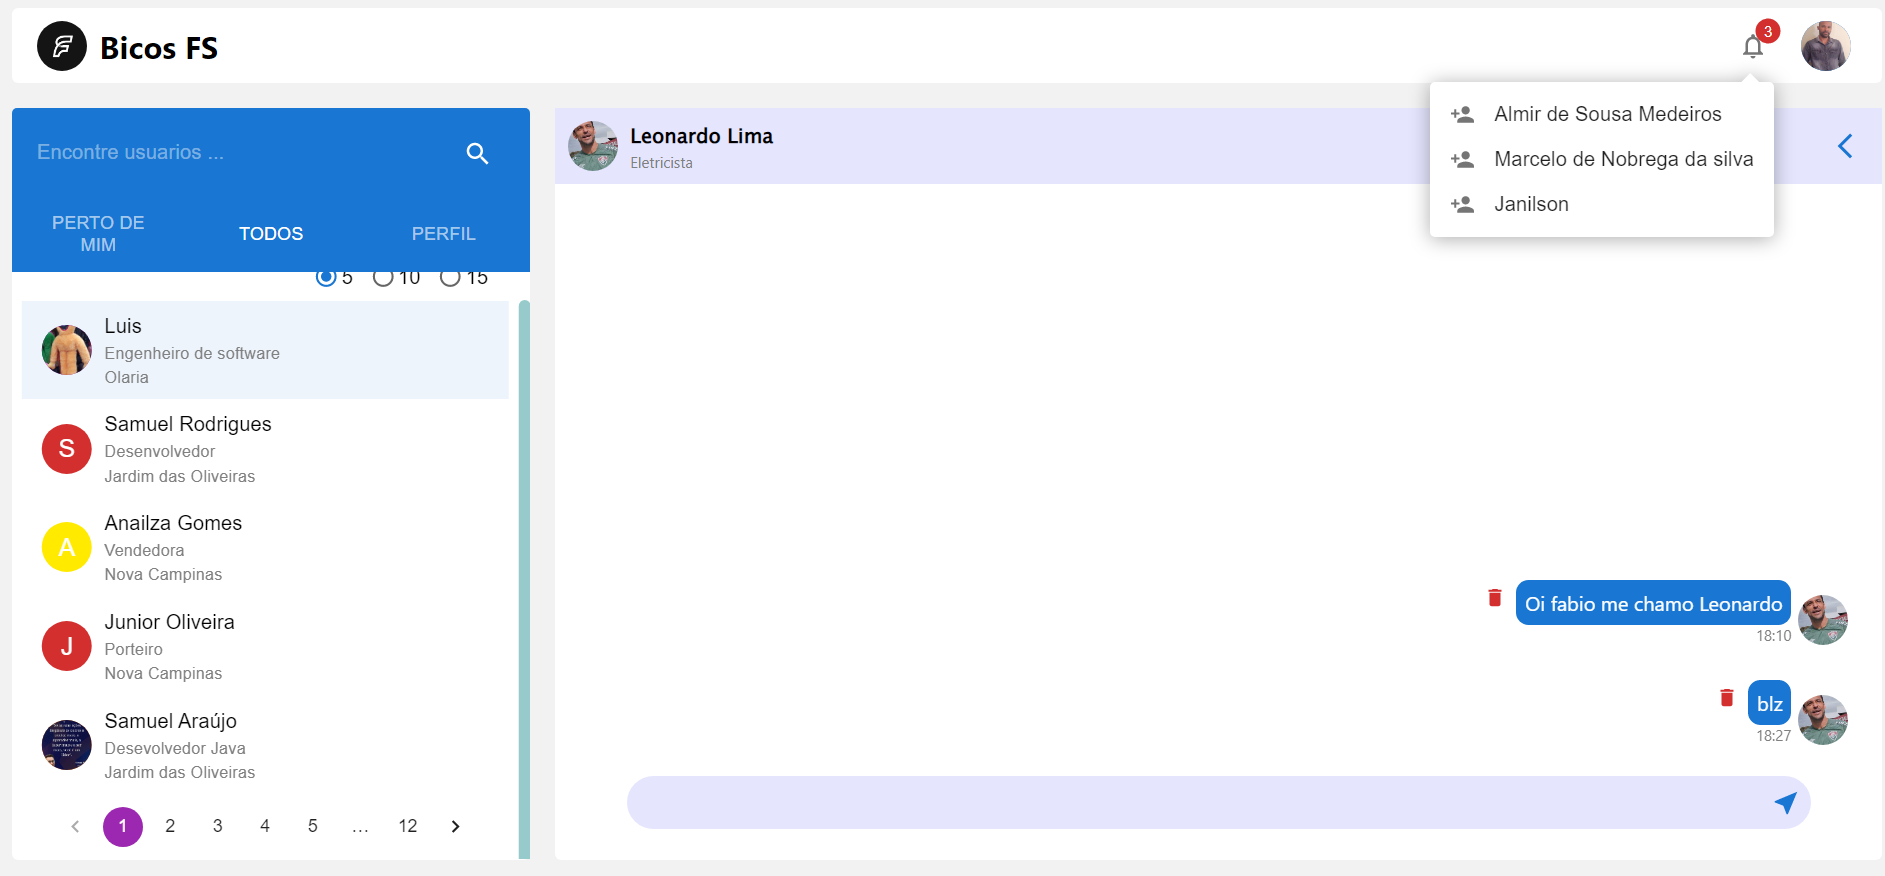 Bicos FS
3
Almir de Sousa Medeiros
Marcelo de Nobrega da silva
Janilson
Encontre usuarios ...
PERTO DE
MIM
TODOS
PERFIL
5 10 15
Luis
Engenheiro de software
Olaria
S
Samuel Rodrigues
Desenvolvedor
Jardim das Oliveiras
A
Anailza Gomes
Vendedora
Nova Campinas
J
Junior Oliveira
Porteiro
Nova Campinas
Samuel Araújo
Desevolvedor Java
Jardim das Oliveiras
1 2 3 4 5 ... 12
Leonardo Lima
Eletricista
Oi fabio me chamo Leonardo
18:10
blz
18:27